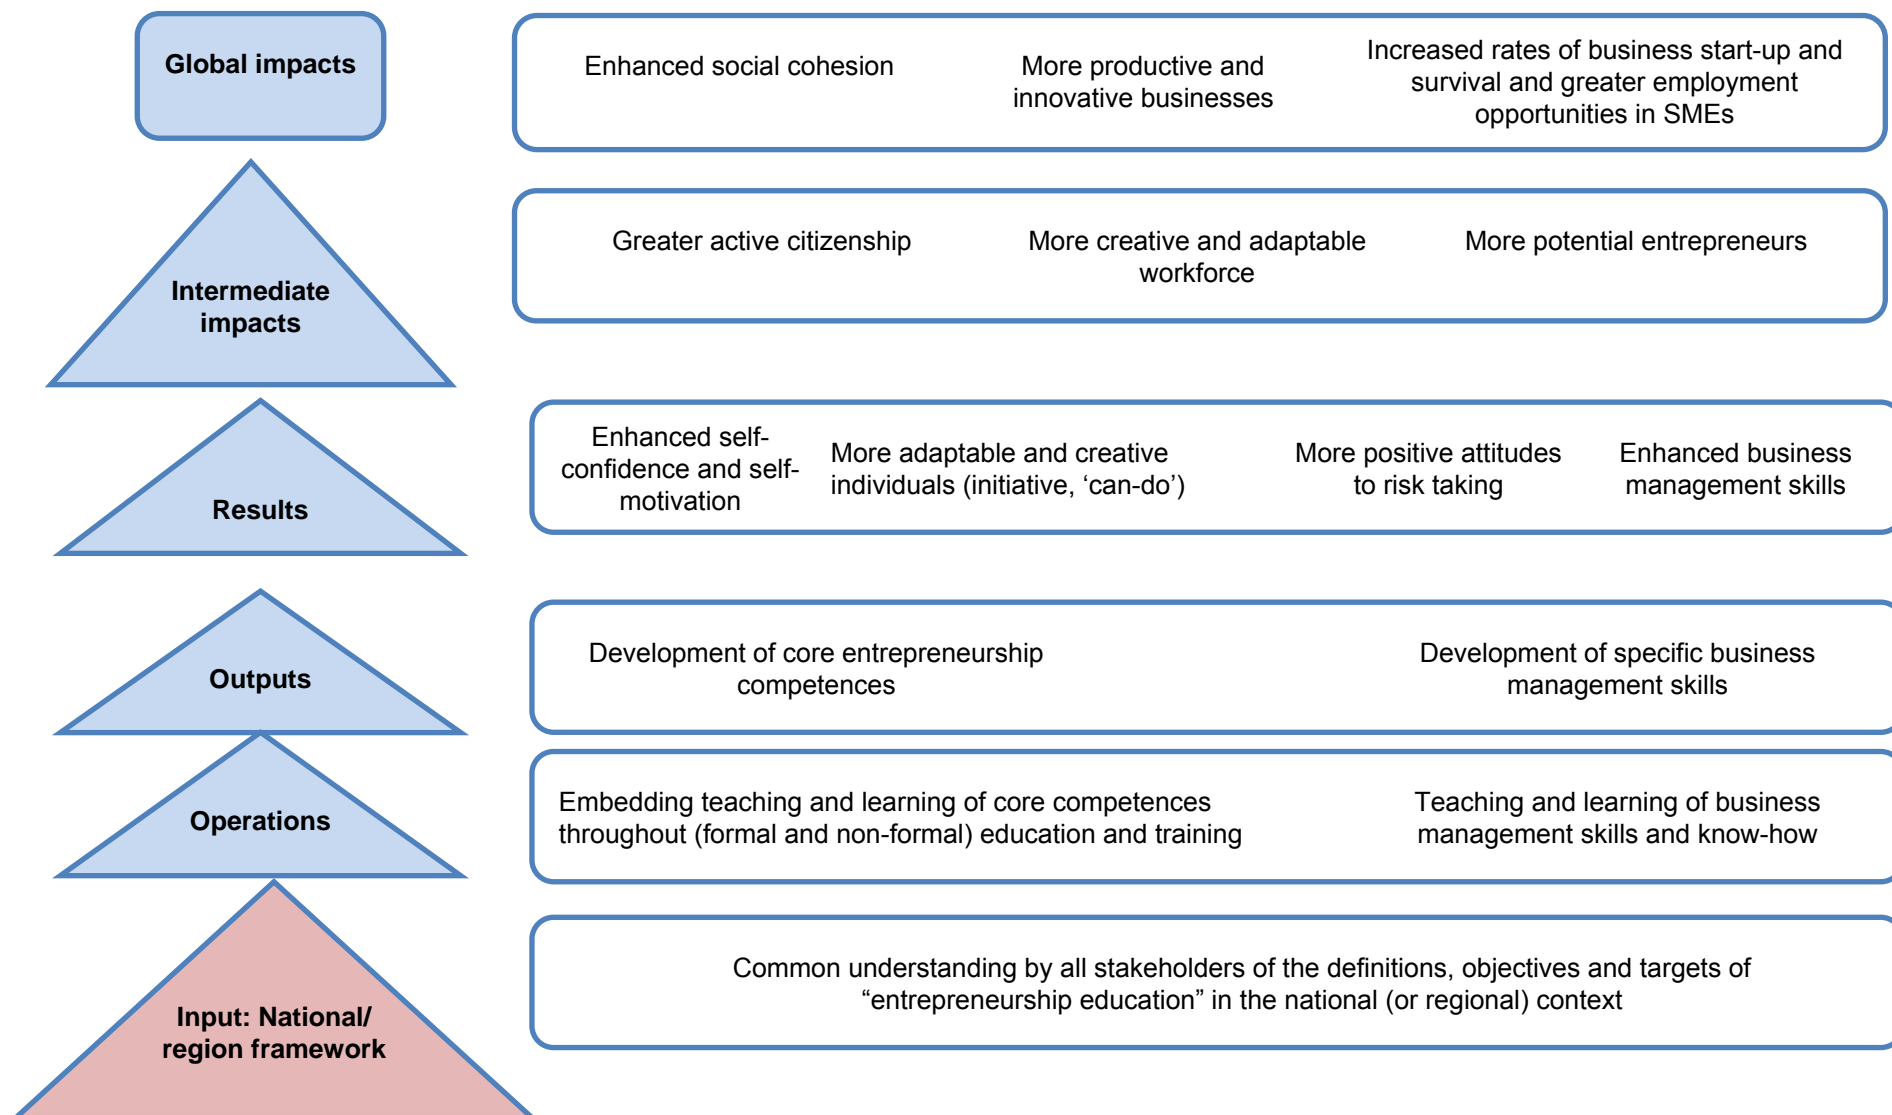 Global impacts
Enhanced social cohesion
More productive and
innovative businesses
Increased rates of business start-up and
survival and greater employment
opportunities in SMEs
Intermediate
impacts
Greater active citizenship
More creative and adaptable
workforce
More potential entrepreneurs
Results
Enhanced self-
confidence and self-
motivation
More adaptable and creative
individuals (initiative, ‘can-do’)
More positive attitudes
to risk taking
Enhanced business
management skills
Outputs
Development of core entrepreneurship
competences
Development of specific business
management skills
Operations
Embedding teaching and learning of core competences
throughout (formal and non-formal) education and training
Teaching and learning of business
management skills and know-how
Input: National/
region framework
Common understanding by all stakeholders of the definitions, objectives and targets of
“entrepreneurship education” in the national (or regional) context